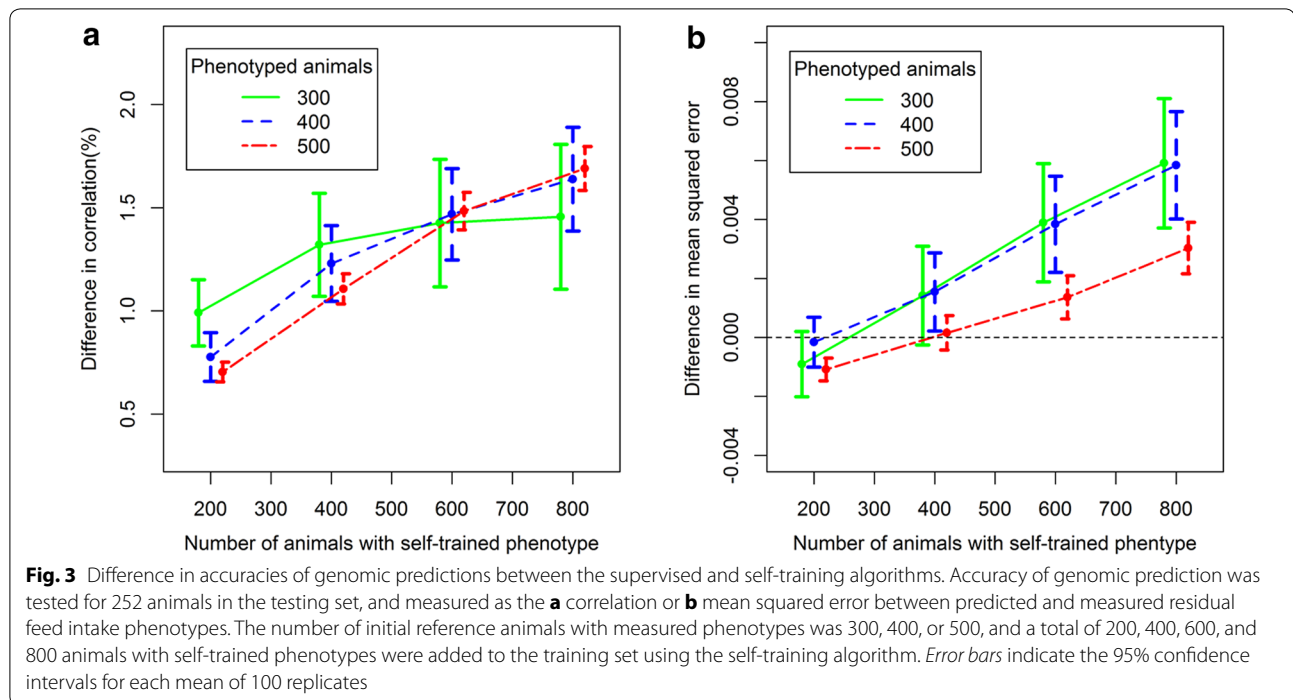 a
Phenotyped animals
300
400
500
Difference in correlation(%)
2.0
1.5
1.0
0.5
200 300 400 500 600 700 800
Number of animals with self-trained phenotype
b
Phenotyped animals
300
400
500
Difference in mean squared error
0.008
0.004
0.000
-0.004
200 300 400 500 600 700 800
Number of animals with self-trained phentype
Fig. 3 Difference in accuracies of genomic predictions between the supervised and self-training algorithms. Accuracy of genomic prediction was
tested for 252 animals in the testing set, and measured as the a correlation or b mean squared error between predicted and measured residual
feed intake phenotypes. The number of initial reference animals with measured phenotypes was 300, 400, or 500, and a total of 200, 400, 600, and
800 animals with self-trained phenotypes were added to the training set using the self-training algorithm. Error bars indicate the 95% confidence
intervals for each mean of 100 replicates